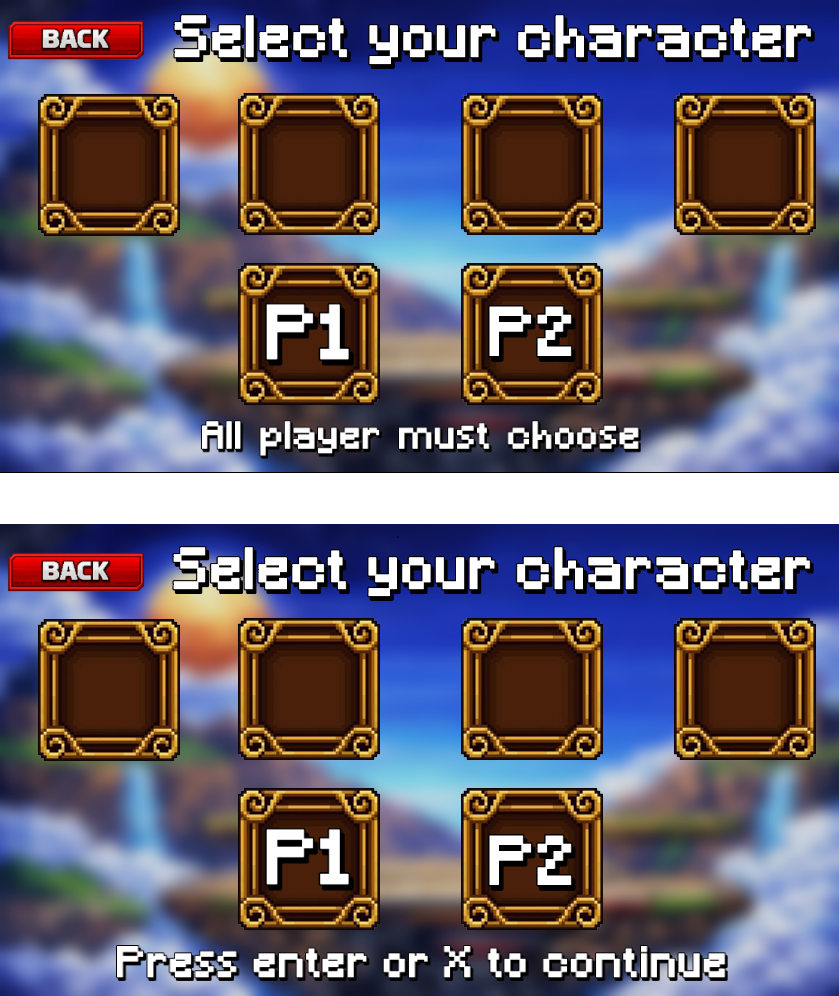 BACK
Select your character
P1
P2
All player must choose
BACK
Select your character
P1
P2
Press enter or X to continue